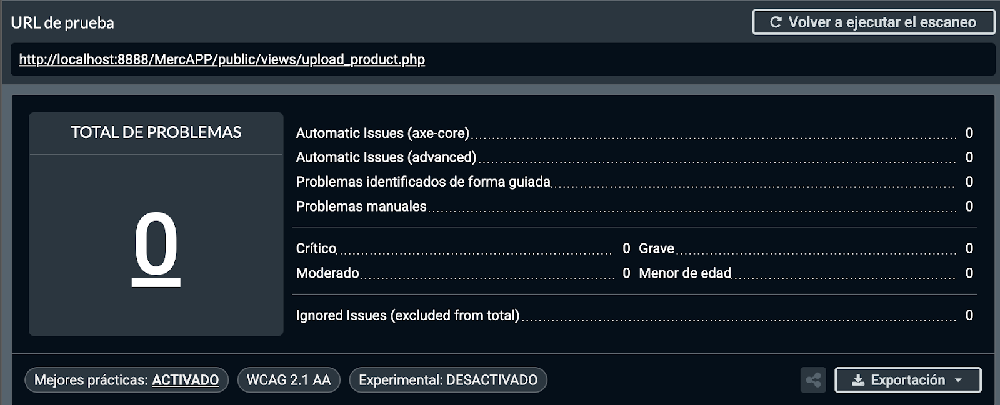 URL de prueba
Volver a ejecutar el escaneo
http://localhost:8888/MercAPP/public/views/upload_product.php
TOTAL DE PROBLEMAS
0
Automatic Issues (axe-core) 0
Automatic Issues (advanced) 0
Problemas identificados de forma guiada 0
Problemas manuales 0
Crítico 0 Grave 0
Moderado 0 Menor de edad 0
Ignored Issues (excluded from total) 0
Mejores prácticas: ACTIVADO WCAG 2.1 AA Experimental: DESACTIVADO Exportación